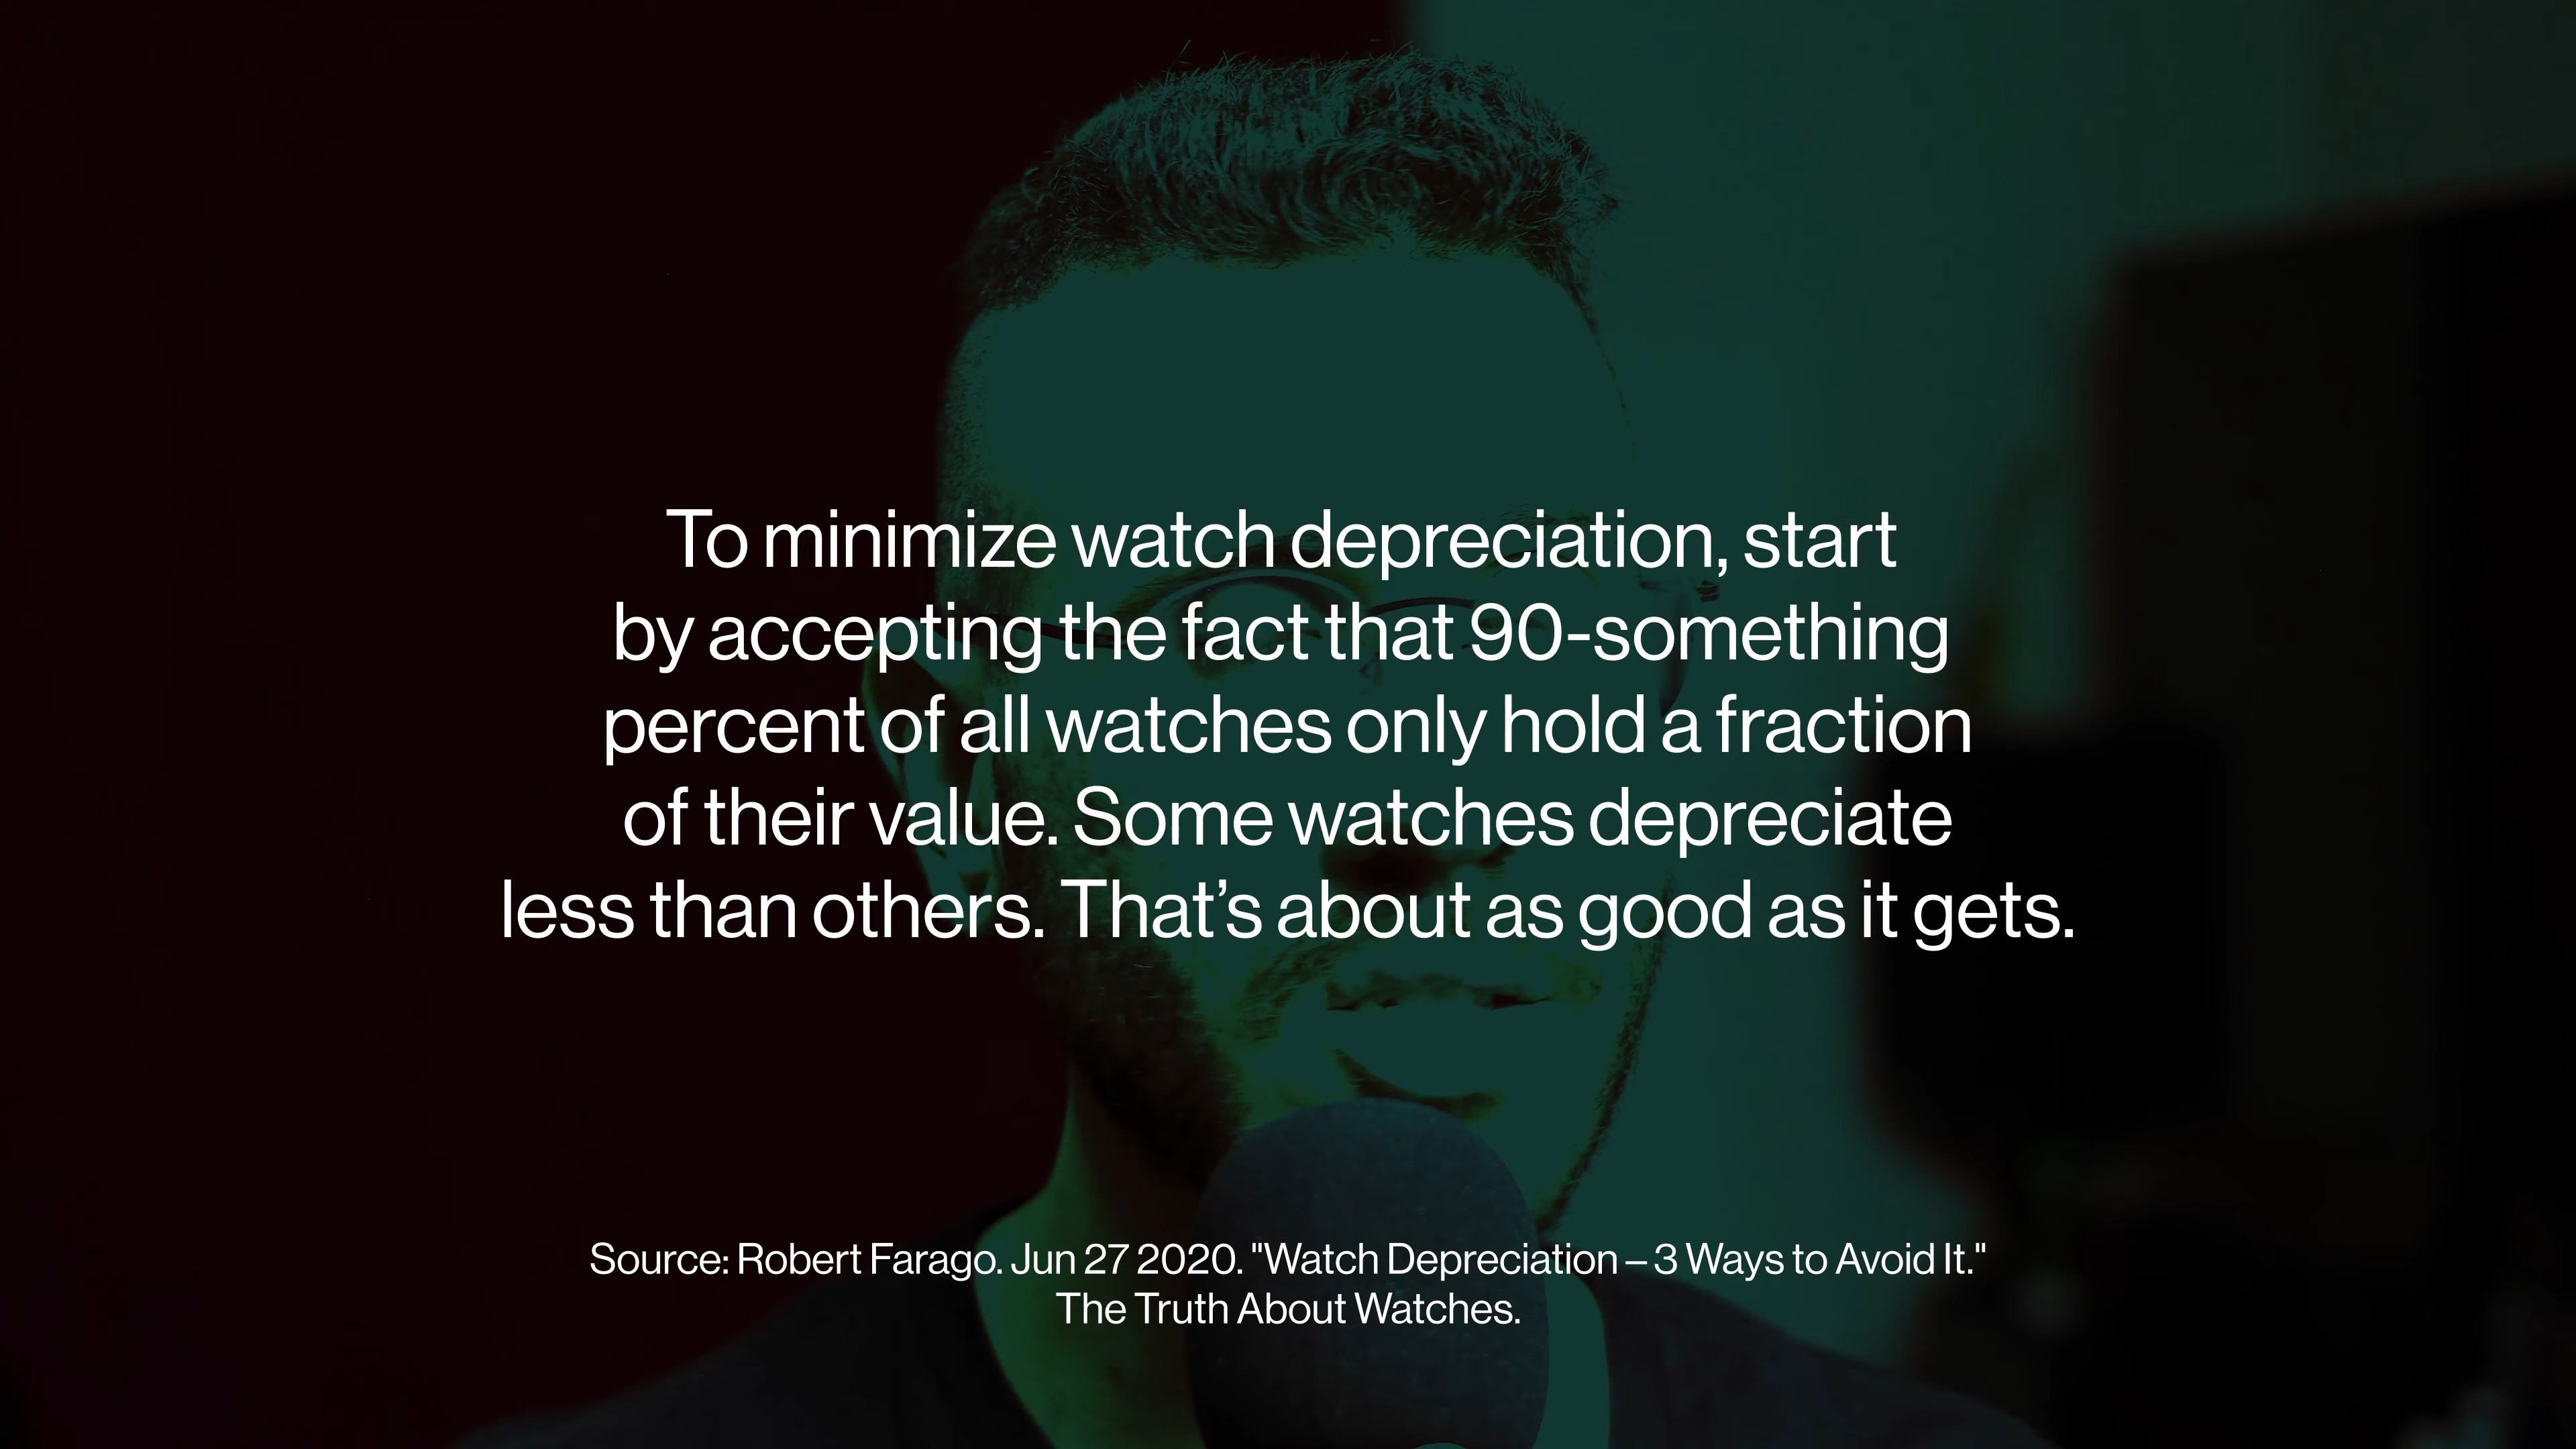 To minimize watch depreciation, start
by accepting the fact that 90-something
percent of all watches only hold a fraction
of their value. Some watches depreciate
less than others. That’s about as good as it gets.
Source: Robert Farago. Jun 27 2020. "Watch Depreciation – 3 Ways to Avoid It."
The Truth About Watches.